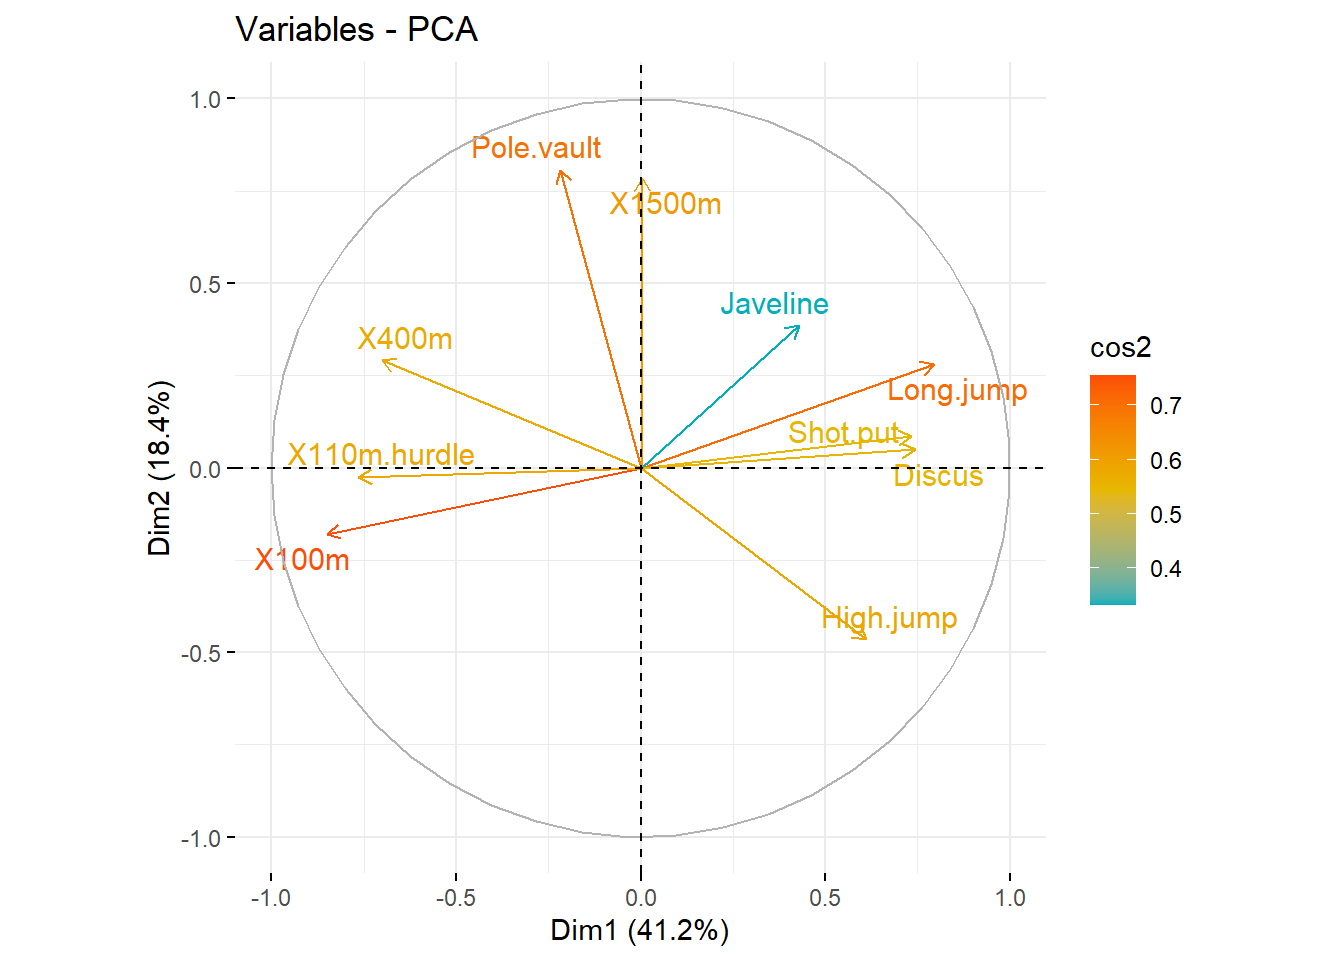 Variables - PCA
1.0
0.5
0.0
-0.5
-1.0
Dim2 (18.4%)
Pole.vault
X1500m
Javeline
X400m
Long.jump
Shot.put
X110m.hurdle
Discus
X100m
High.jump
-1.0
-0.5
0.0
0.5
1.0
Dim1 (41.2%)
cos2
0.7
0.6
0.5
0.4